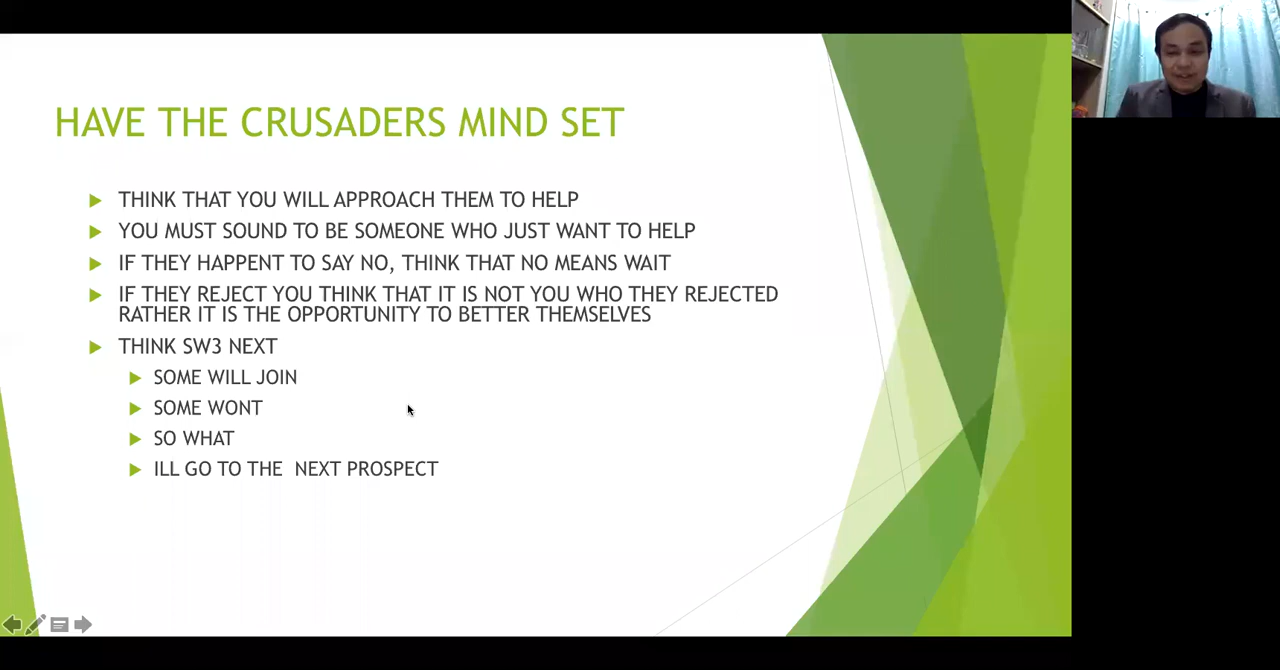 HAVE THE CRUSADERS MIND SET
THINK THAT YOU WILL APPROACH THEM TO HELP
YOU MUST SOUND TO BE SOMEONE WHO JUST WANT TO HELP
IF THEY HAPPENT TO SAY NO, THINK THAT NO MEANS WAIT
IF THEY REJECT YOU THINK THAT IT IS NOT YOU WHO THEY REJECTED
RATHER IT IS THE OPPORTUNITY TO BETTER THEMSELVES
THINK SW3 NEXT
SOME WILL JOIN
SOME WONT
SO WHAT
ILL GO TO THE  NEXT PROSPECT